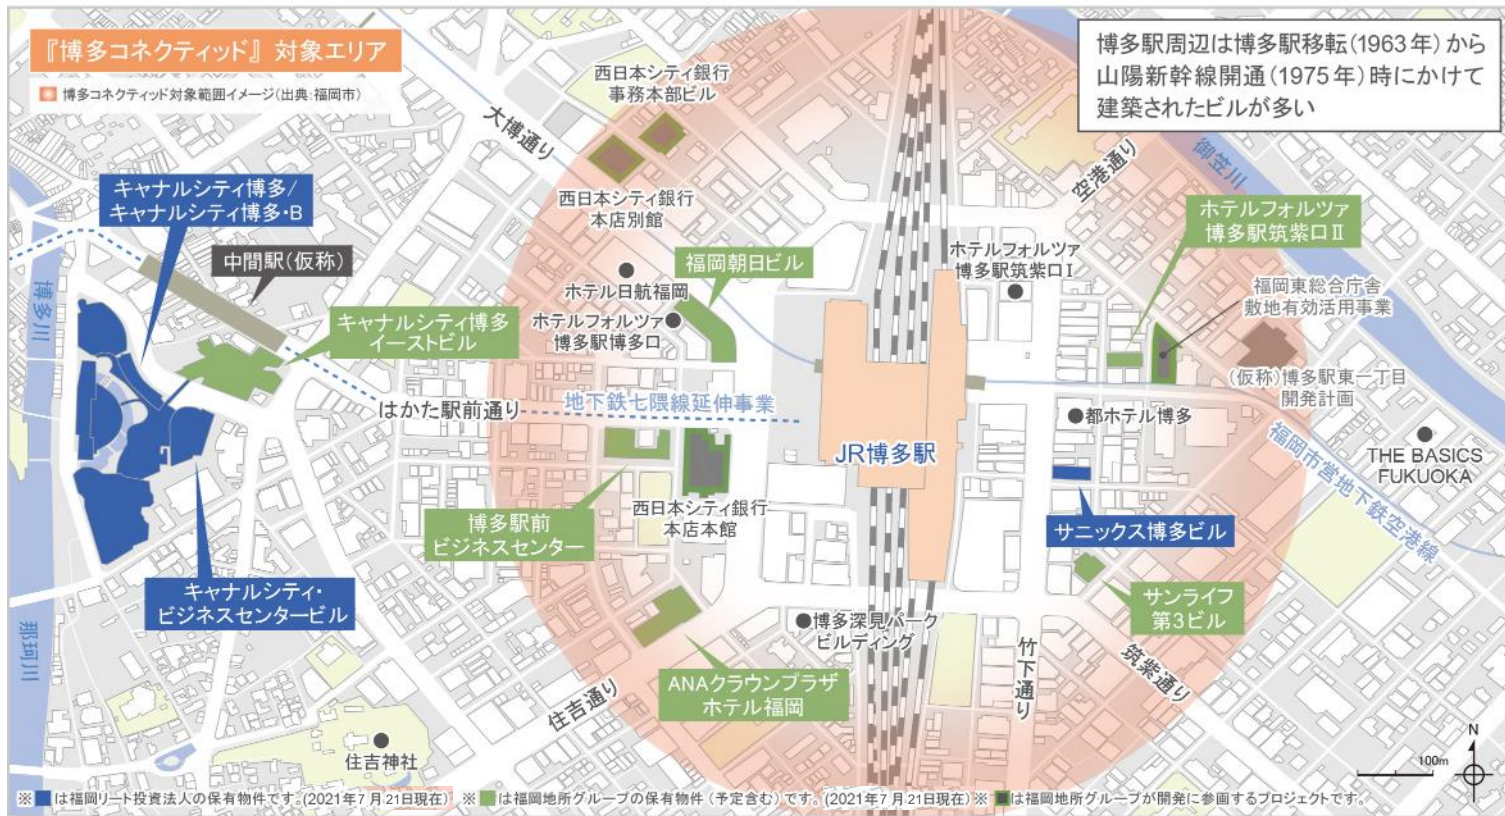 『博多コネクティッド』対象エリア
博多コネクティッド対象範囲イメージ(出典:福岡市)
博多駅周辺は博多駅移転(1963年)から
山陽新幹線開通(1975年)時にかけて
建築されたビルが多い
西日本シティ銀行
事務本部ビル
大博通り
西日本シティ銀行
本店別館
空港通り
御笠川
キャナルシティ博多/
キャナルシティ博多・B
中間駅(仮称)
博多川
キャナルシティ博多
イーストビル
福岡朝日ビル
ホテル日航福岡
ホテルフォルツァ
博多駅博多口
ホテルフォルツァ
博多駅筑紫口Ⅰ
ホテルフォルツァ
博多駅筑紫口Ⅱ
福岡東総合庁舎
敷地有効活用事業
(仮称)博多駅東一丁目
開発計画
はかた駅前通り
地下鉄七隈線延伸事業
JR博多駅
都ホテル博多
福岡市営地下鉄空港線
THE BASICS
FUKUOKA
博多駅前
ビジネスセンター
西日本シティ銀行
本店本館
サニックス博多ビル
キャナルシティ・
ビジネスセンタービル
サンライフ
第3ビル
那珂川
博多深見パーク
ビルディング
ANAクラウンプラザ
ホテル福岡
住吉通り
竹下通り
筑紫通り
住吉神社
N
100m
※■は福岡リート投資法人の保有物件です。(2021年7月21日現在) ※■は福岡地所グループの保有物件(予定含む)です。(2021年7月21日現在)※■は福岡地所グループが開発に参画するプロジェクトです。